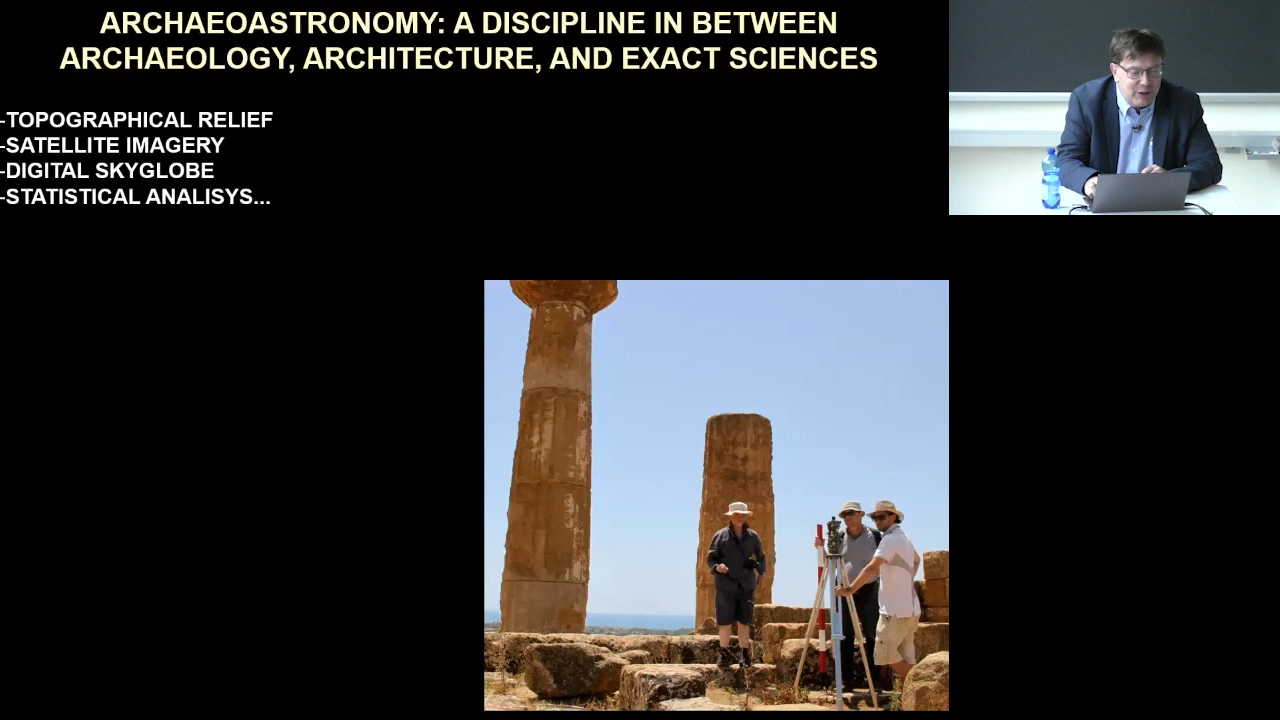 ARCHAEOASTRONOMY: A DISCIPLINE IN BETWEEN
ARCHAEOLOGY, ARCHITECTURE, AND EXACT SCIENCES
-TOPOGRAPHICAL RELIEF
-SATELLITE IMAGERY
-DIGITAL SKYGLOBE
-STATISTICAL ANALISYS...